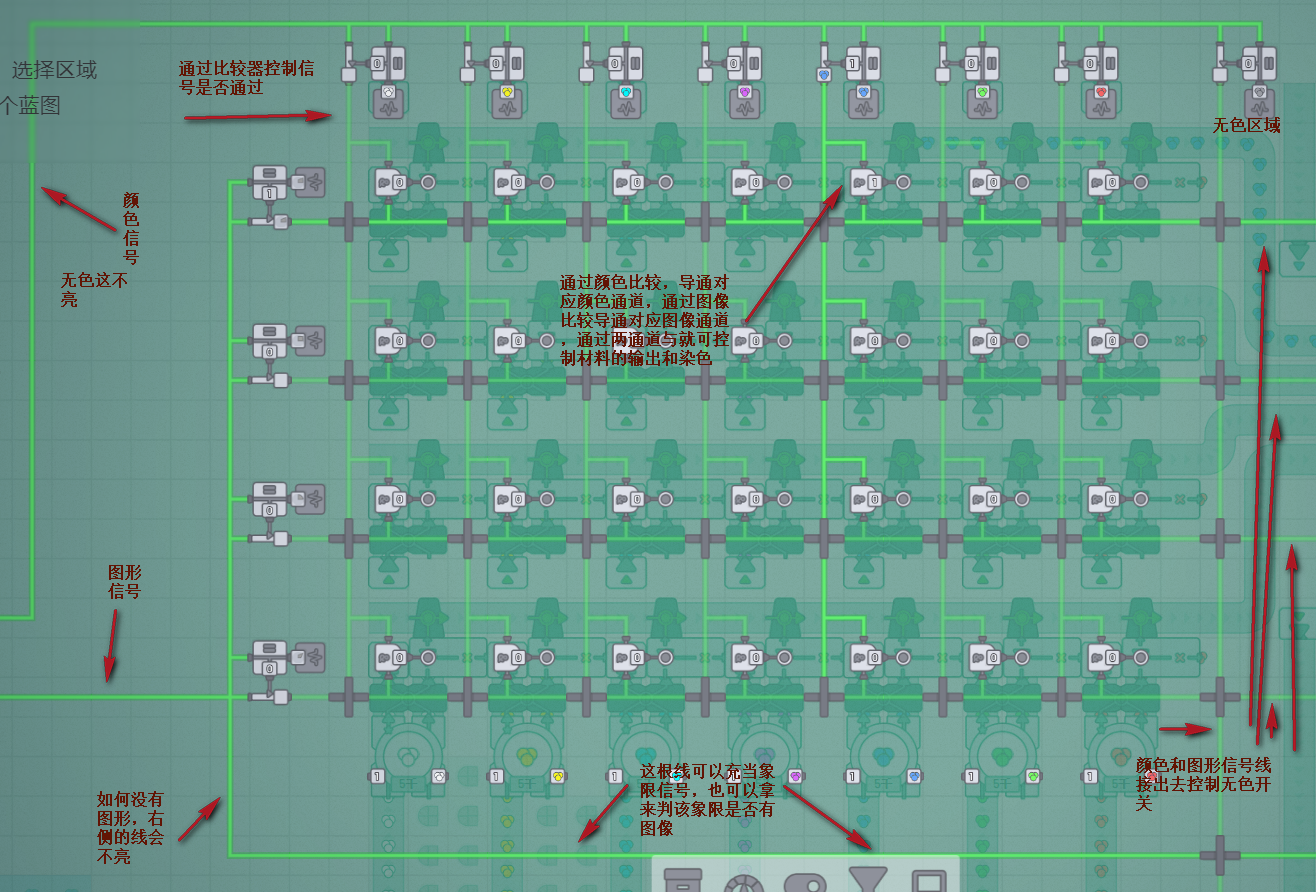 选择区域
个蓝图
通过比较器控制信
号是否通过
无色区域
颜
色
信
号
无色这不
亮
通过颜色比较，导通对
应颜色通道，通过图像
比较导通对应图像通道
，通过两通道与就可控
制材料的输出和染色
图形
信号
如何没有
图形，右
侧的线会
不亮
这根线可以充当象
限信号，也可以拿
来判该象限是否有
图像
颜色和图形信号线
接出去控制无色开
关